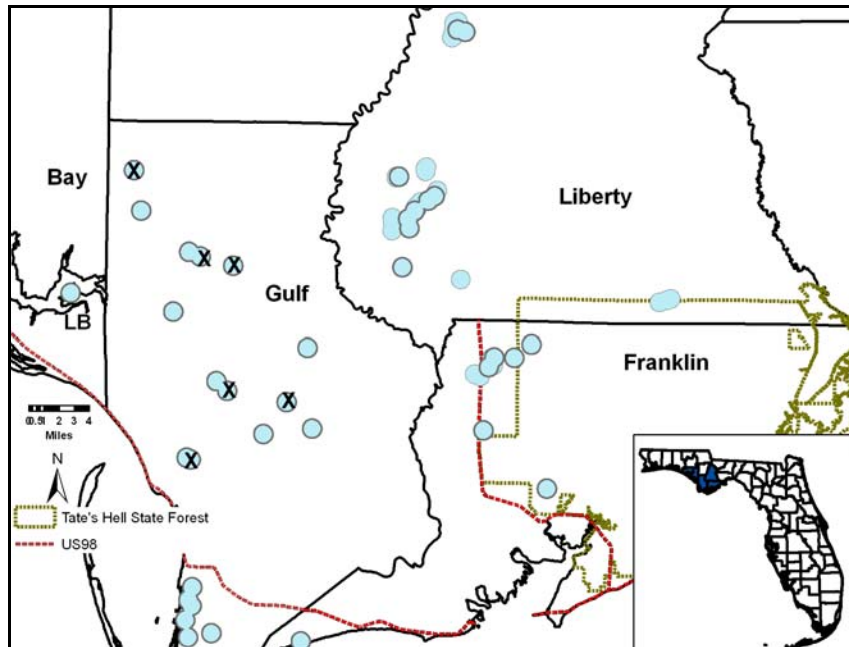 Bay
Liberty
Gulf
LB
Franklin
0 0.5 1 2 3 4
Miles
N
Tate's Hell State Forest
US98
X
X
X
X
X
X